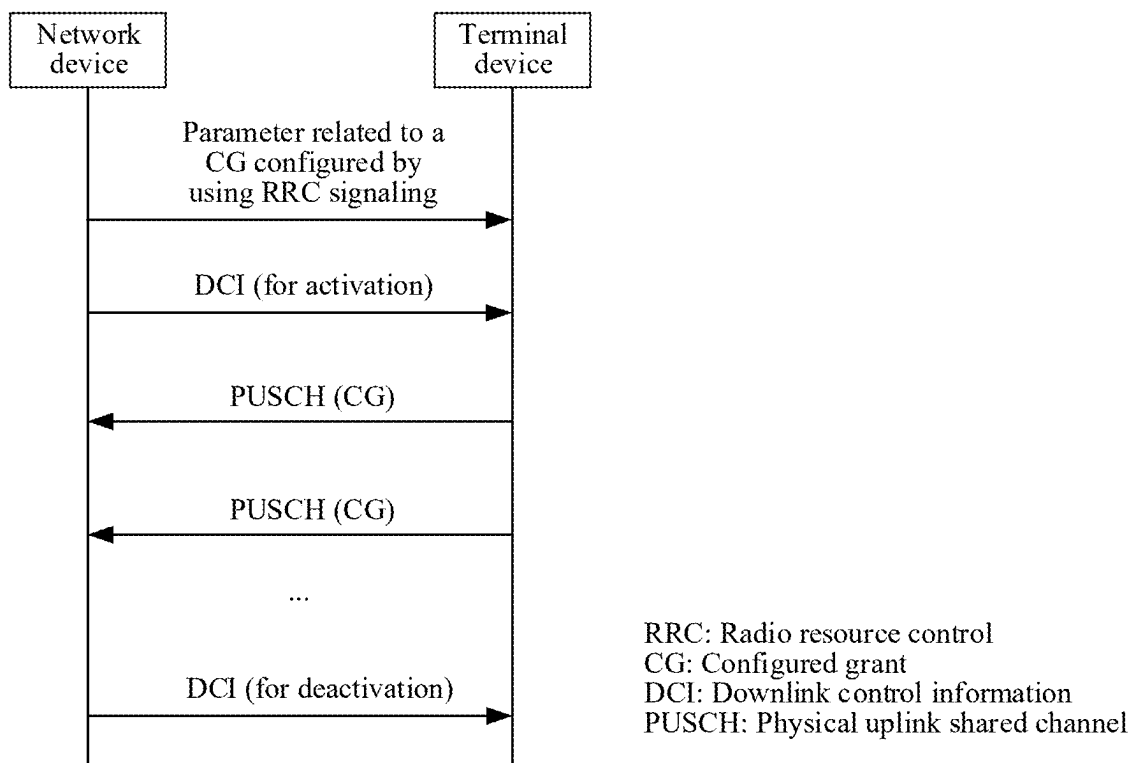 Network
device
Terminal
device
Parameter related to a
CG configured by
using RRC signaling
DCI (for activation)
PUSCH (CG)
PUSCH (CG)
...
DCI (for deactivation)
RRC: Radio resource control
CG: Configured grant
DCI: Downlink control information
PUSCH: Physical uplink shared channel